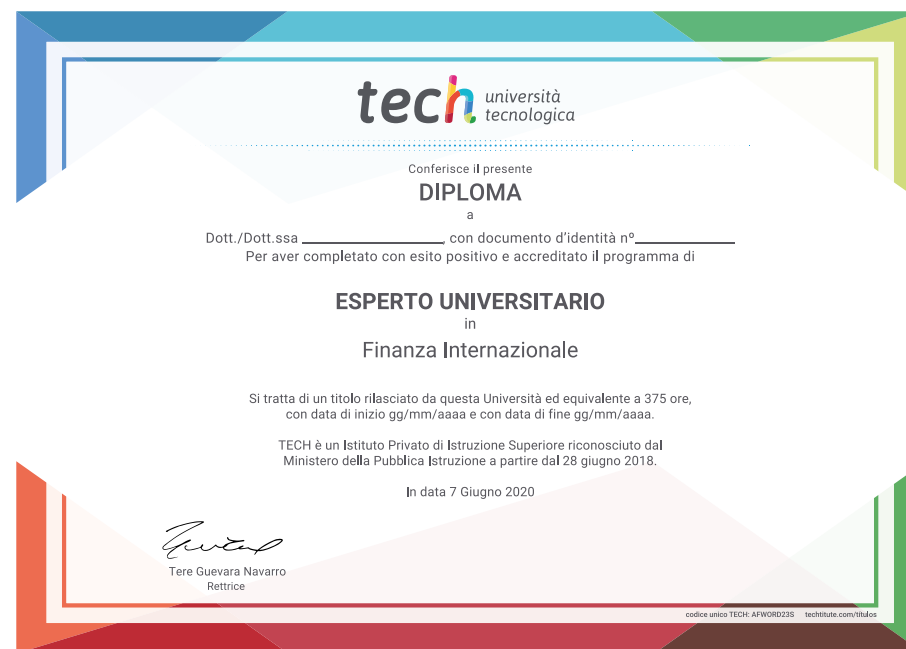 tech università
tecnologica
Conferisce il presente
DIPLOMA
a
Dott./Dott.ssa ____________, con documento d'identità nº____________
Per aver completato con esito positivo e accreditato il programma di
ESPERTO UNIVERSITARIO
in
Finanza Internazionale
Si tratta di un titolo rilasciato da questa Università ed equivalente a 375 ore,
con data di inizio gg/mm/aaaa e con data di fine gg/mm/aaaa.
TECH è un Istituto Privato di Istruzione Superiore riconosciuto dal
Ministero della Pubblica Istruzione a partire dal 28 giugno 2018.
In data 7 Giugno 2020
Tere Guevara Navarro
Rettrice
codice unico TECH: AFWORD23S techtitute.com/titulos